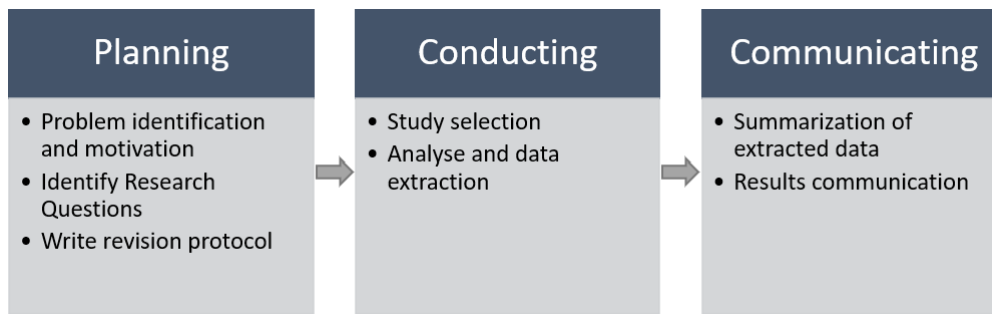 Planning
• Problem identification
and motivation
• Identify Research
Questions
• Write revision protocol
Conducting
• Study selection
• Analyse and data
extraction
Communicating
• Summarization of
extracted data
• Results communication